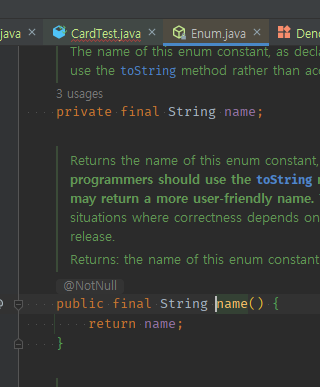 java × CardTest.java × Enum.java × Deno
The name of this enum constant, as decla
use the toString method rather than acc
3 usages
private final String name;
Returns the name of this enum constant,
programmers should use the toString
may return a more user-friendly name.
situations where correctness depends on
release.
Returns: the name of this enum constant
@NotNull
public final String name() {
return name;
}